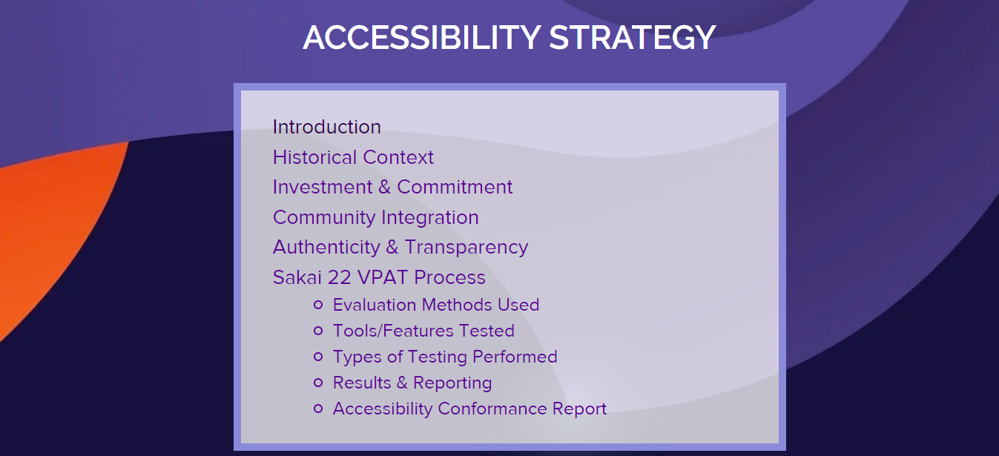 ACCESSIBILITY STRATEGY
Introduction
Historical Context
Investment & Commitment
Community Integration
Authenticity & Transparency
Sakai 22 VPAT Process
Evaluation Methods Used
Tools/Features Tested
Types of Testing Performed
Results & Reporting
Accessibility Conformance Report